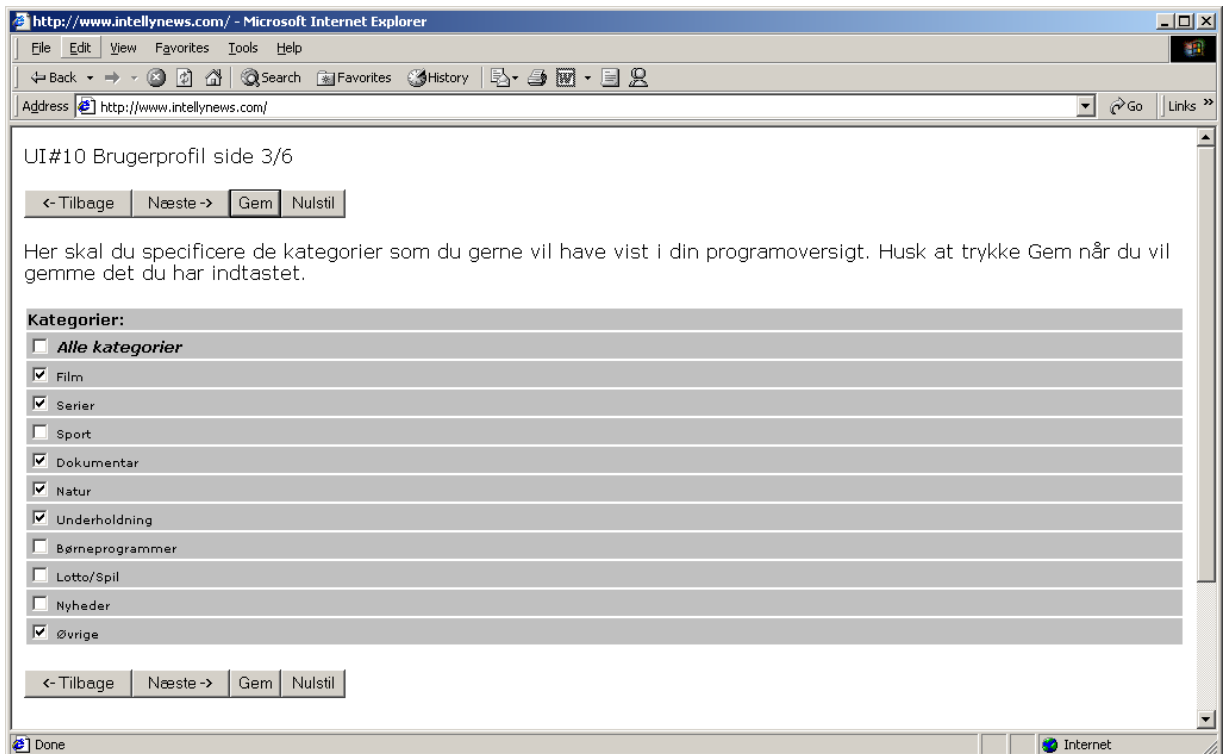 http://www.intellynews.com/ - Microsoft Internet Explorer
File Edit View Favorites Tools Help
Back Search Favorites History
Address http://www.intellynews.com/ Go Links »
UI#10 Brugerprofil side 3/6
<- Tilbage Næste -> Gem Nulstil
Her skal du specificere de kategorier som du gerne vil have vist i din programoversigt. Husk at trykke Gem når du vil
gemme det du har indtastet.
Kategorier:
Alle kategorier
Film
Serier
Sport
Dokumentar
Natur
Underholdning
Børneprogrammer
Lotto/Spil
Nyheder
Øvrige
<- Tilbage Næste -> Gem Nulstil
Done Internet